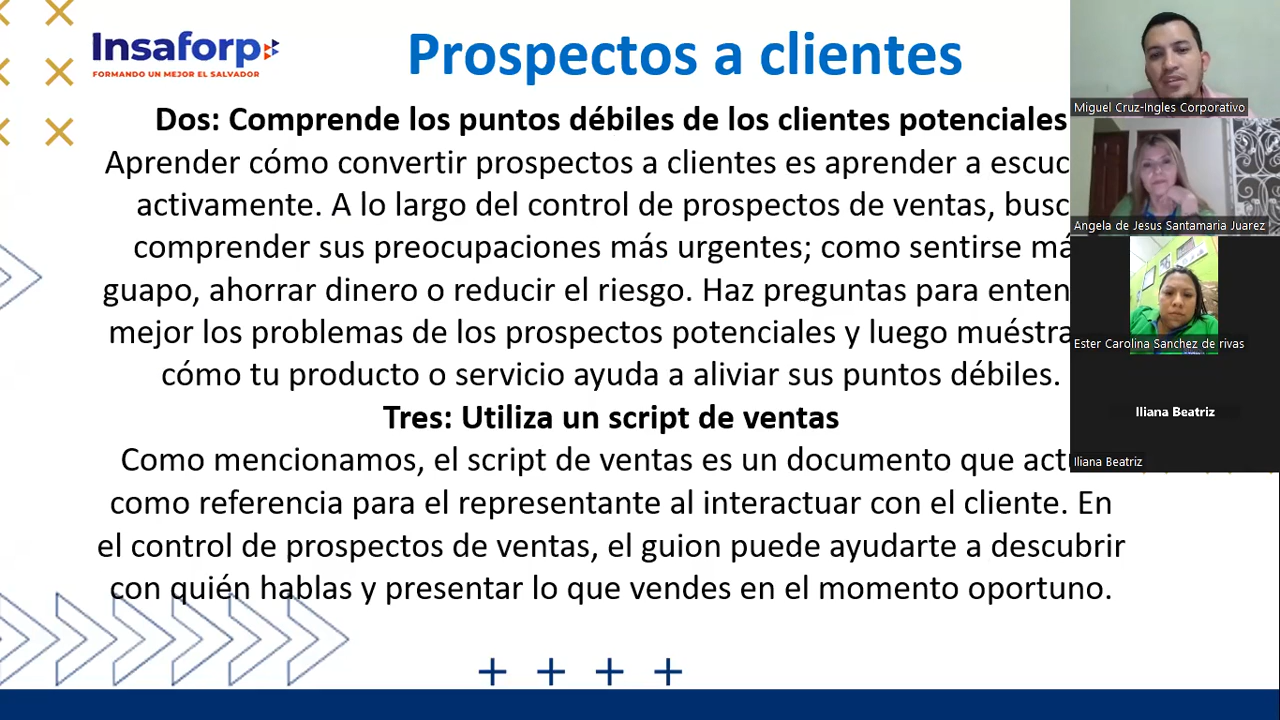 Insaforp
FORMANDO UN MEJOR EL SALVADOR
Prospectos a clientes
Dos: Comprende los puntos débiles de los clientes potenciales
Aprender cómo convertir prospectos a clientes es aprender a
activamente. A lo largo del control de prospectos de ventas,
comprender sus preocupaciones más urgentes; como sentirse
guapo, ahorrar dinero o reducir el riesgo. Haz preguntas para
mejor los problemas de los prospectos potenciales y luego
cómo tu producto o servicio ayuda a aliviar sus puntos débiles.
Tres: Utiliza un script de ventas
Como mencionamos, el script de ventas es un documento que
como referencia para el representante al interactuar con el cliente. En
el control de prospectos de ventas, el guion puede ayudarte a descubrir
con quién hablas y presentar lo que vendes en el momento oportuno.
Miguel Cruz-Ingles Corporativo
Angela de Jesus Santamaria Juarez
Ester Carolina Sanchez de rivas
Iliana Beatriz
Iliana Beatriz